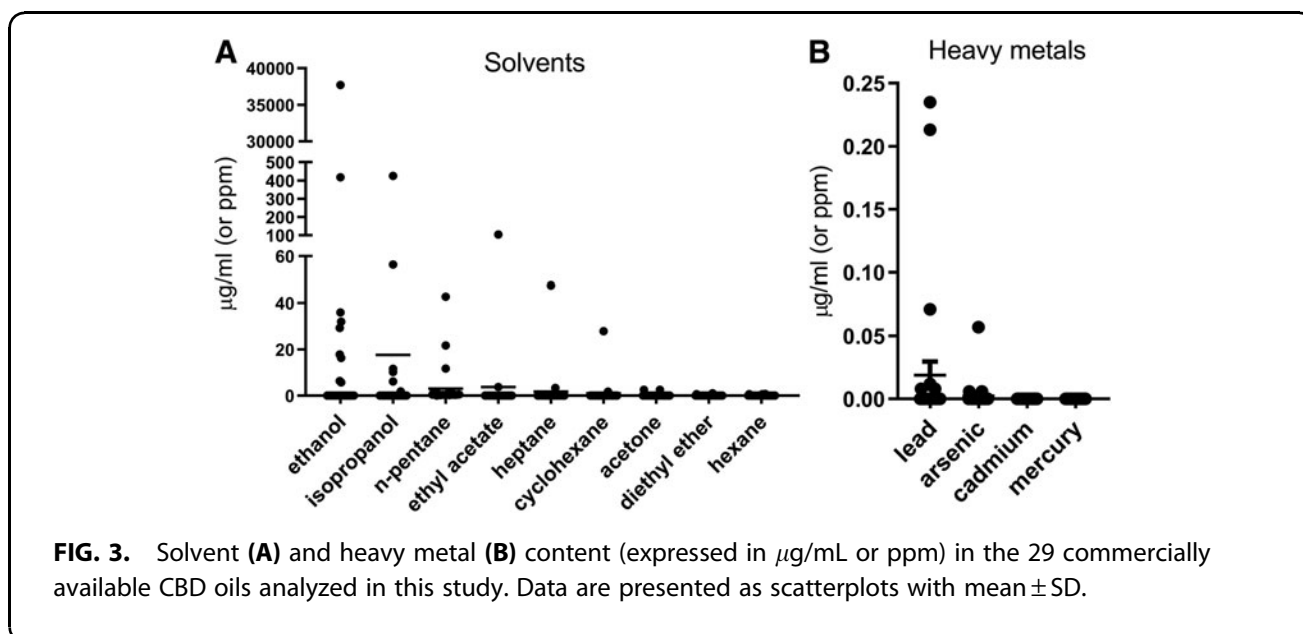 A
Solvents
40000
35000
30000
500
400
300
200
100
60
40
20
0
µg/ml (or ppm)
ethanol
isopropanol
n-pentane
ethyl acetate
heptane
cyclohexane
acetone
diethyl ether
hexane
B
Heavy metals
0.25
0.20
0.15
0.10
0.05
0.00
µg/ml (or ppm)
lead
arsenic
cadmium
mercury
FIG. 3. Solvent (A) and heavy metal (B) content (expressed in µg/mL or ppm) in the 29 commercially
available CBD oils analyzed in this study. Data are presented as scatterplots with mean ± SD.